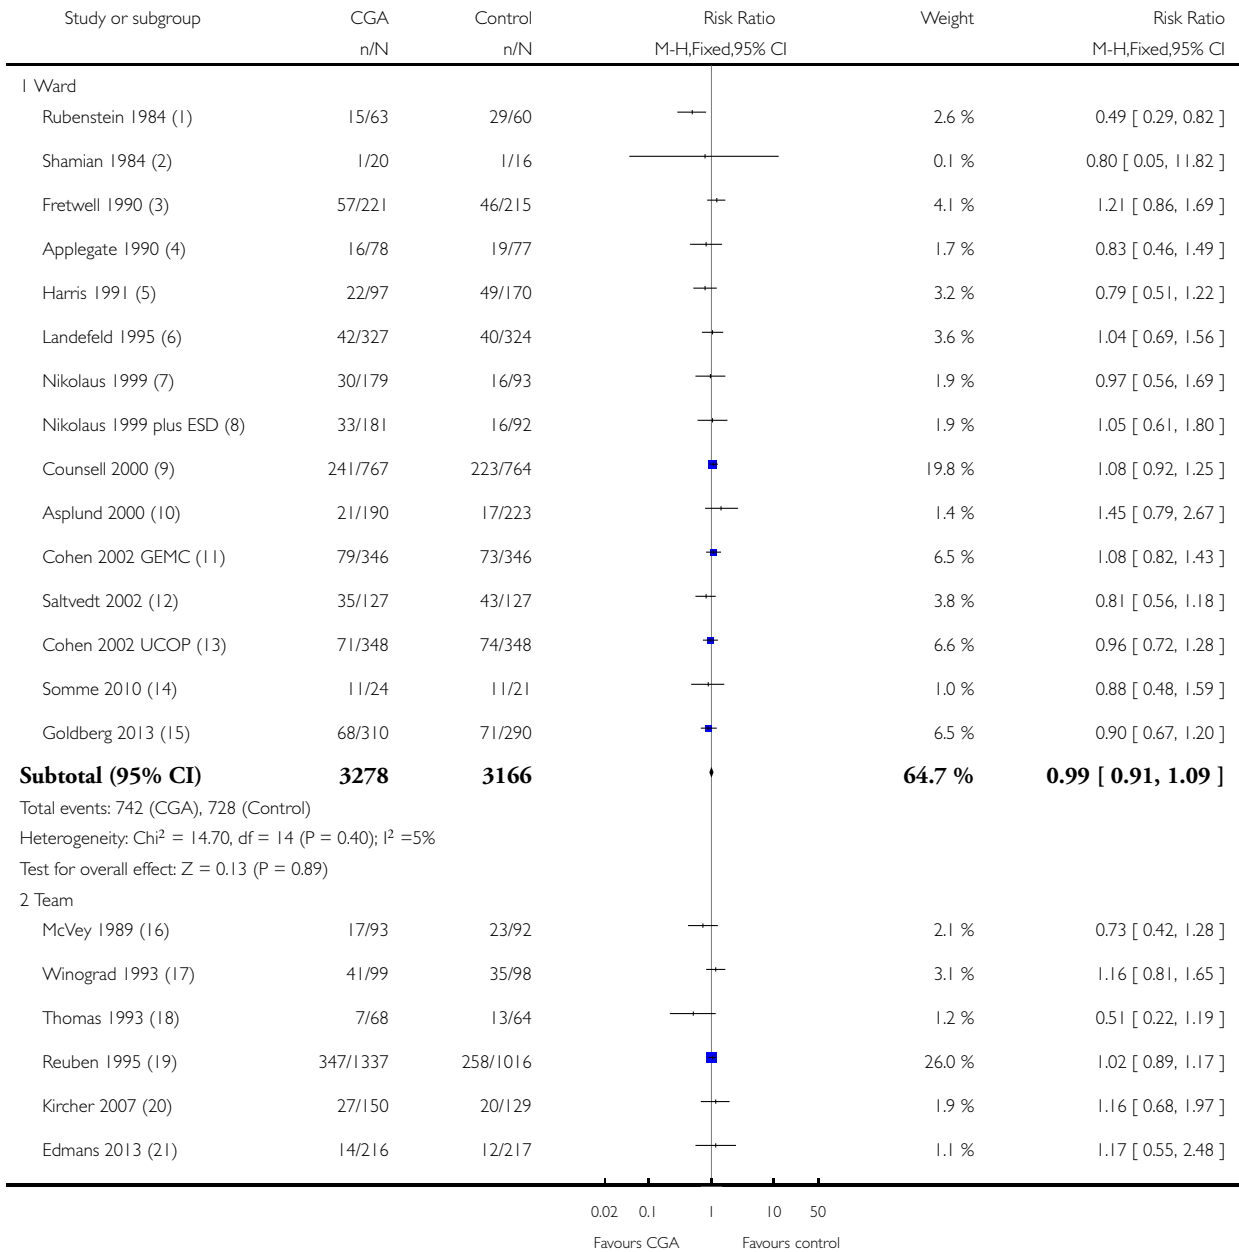 Study or subgroup CGA Control Risk Ratio Weight Risk Ratio
n/N n/N M-H,Fixed,95% CI M-H,Fixed,95% CI
1 Ward
Rubenstein 1984 (1) 15/63 29/60 2.6 % 0.49 [ 0.29, 0.82 ]
Shamian 1984 (2) 1/20 1/16 0.1 % 0.80 [ 0.05, 11.82 ]
Fretwell 1990 (3) 57/221 46/215 4.1 % 1.21 [ 0.86, 1.69 ]
Applegate 1990 (4) 16/78 19/77 1.7 % 0.83 [ 0.46, 1.49 ]
Harris 1991 (5) 22/97 49/170 3.2 % 0.79 [ 0.51, 1.22 ]
Landefeld 1995 (6) 42/327 40/324 3.6 % 1.04 [ 0.69, 1.56 ]
Nikolaus 1999 (7) 30/179 16/93 1.9 % 0.97 [ 0.56, 1.69 ]
Nikolaus 1999 plus ESD (8) 33/181 16/92 1.9 % 1.05 [ 0.61, 1.80 ]
Counsell 2000 (9) 241/767 223/764 19.8 % 1.08 [ 0.92, 1.25 ]
Asplund 2000 (10) 21/190 17/223 1.4 % 1.45 [ 0.79, 2.67 ]
Cohen 2002 GEMC (11) 79/346 73/346 6.5 % 1.08 [ 0.82, 1.43 ]
Saltvedt 2002 (12) 35/127 43/127 3.8 % 0.81 [ 0.56, 1.18 ]
Cohen 2002 UCOP (13) 71/348 74/348 6.6 % 0.96 [ 0.72, 1.28 ]
Somme 2010 (14) 11/24 11/21 1.0 % 0.88 [ 0.48, 1.59 ]
Goldberg 2013 (15) 68/310 71/290 6.5 % 0.90 [ 0.67, 1.20 ]
Subtotal (95% CI) 3278 3166 64.7 % 0.99 [ 0.91, 1.09 ]
Total events: 742 (CGA), 728 (Control)
Heterogeneity: Chi² = 14.70, df = 14 (P = 0.40); I² =5%
Test for overall effect: Z = 0.13 (P = 0.89)
2 Team
McVey 1989 (16) 17/93 23/92 2.1 % 0.73 [ 0.42, 1.28 ]
Winograd 1993 (17) 41/99 35/98 3.1 % 1.16 [ 0.81, 1.65 ]
Thomas 1993 (18) 7/68 13/64 1.2 % 0.51 [ 0.22, 1.19 ]
Reuben 1995 (19) 347/1337 258/1016 26.0 % 1.02 [ 0.89, 1.17 ]
Kircher 2007 (20) 27/150 20/129 1.9 % 1.16 [ 0.68, 1.97 ]
Edmans 2013 (21) 14/216 12/217 1.1 % 1.17 [ 0.55, 2.48 ]
0.02 0.1 1 10 50
Favours CGA Favours control